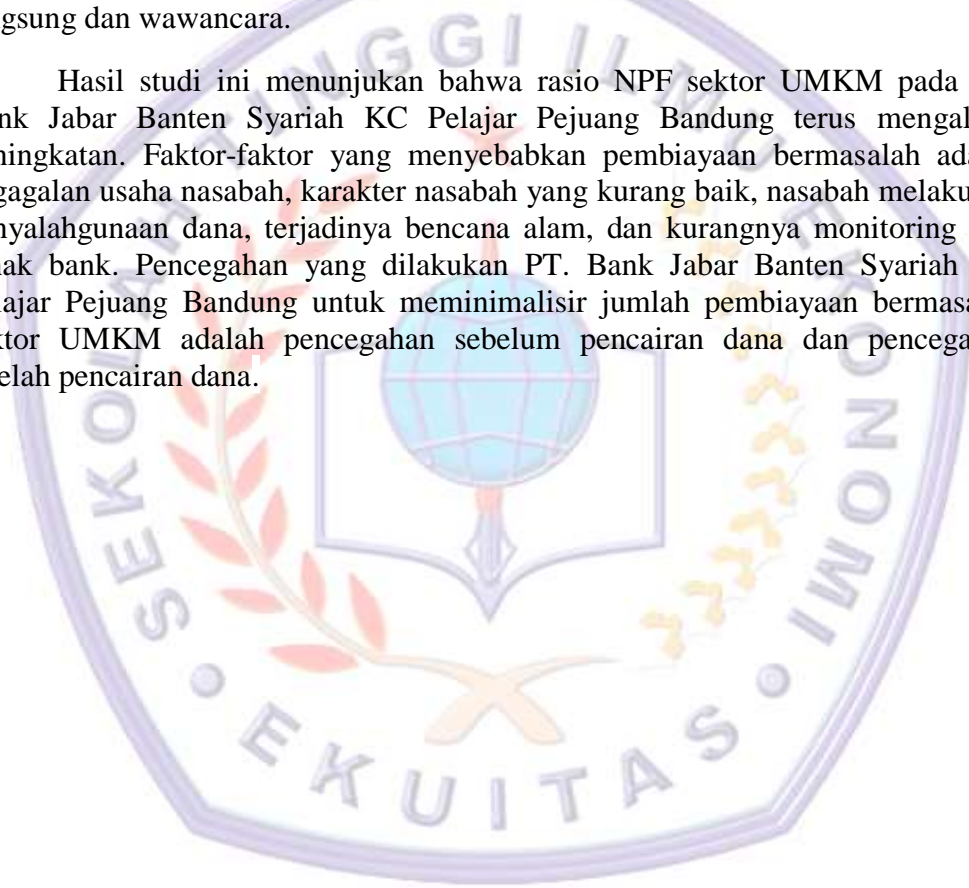 gsung dan wawancara.
Hasil studi ini menunjukan bahwa rasio NPF sektor UMKM pada
nk Jabar Banten Syariah KC Pelajar Pejuang Bandung terus mengal
ningkatan. Faktor-faktor yang menyebabkan pembiayaan bermasalah ada
gagalan usaha nasabah, karakter nasabah yang kurang baik, nasabah melaku
nyalahgunaan dana, terjadinya bencana alam, dan kurangnya monitoring
ak bank. Pencegahan yang dilakukan PT. Bank Jabar Banten Syariah
ajar Pejuang Bandung untuk meminimalisir jumlah pembiayaan bermasa
ktor UMKM adalah pencegahan sebelum pencairan dana dan pencega
elah pencairan dana.
SEKOLAH TINGGI ILMU EKONOMI
EKUITAS